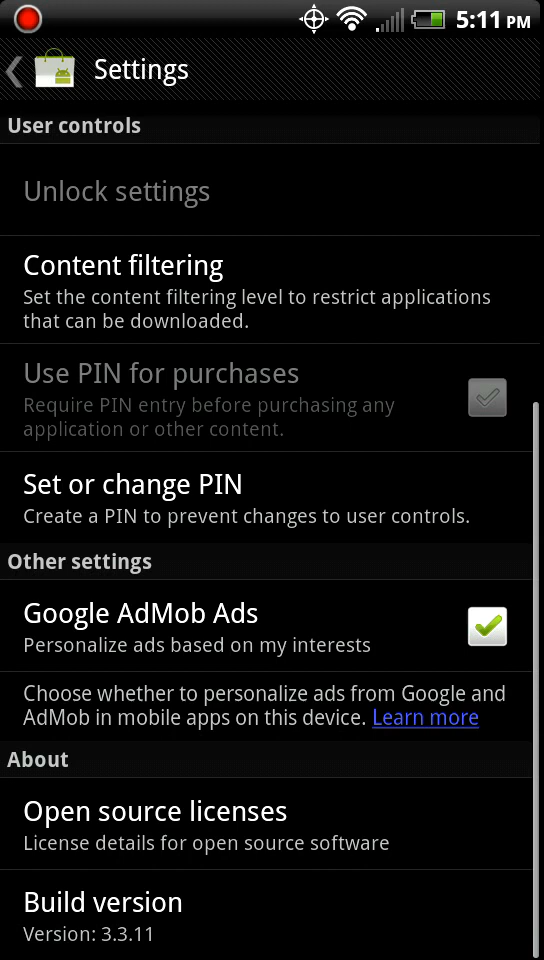 5:11 PM
Settings
User controls
Unlock settings
Content filtering
Set the content filtering level to restrict applications
that can be downloaded.
Use PIN for purchases
Require PIN entry before purchasing any
application or other content.
Set or change PIN
Create a PIN to prevent changes to user controls.
Other settings
Google AdMob Ads
Personalize ads based on my interests
Choose whether to personalize ads from Google and
AdMob in mobile apps on this device. Learn more
About
Open source licenses
License details for open source software
Build version
Version: 3.3.11